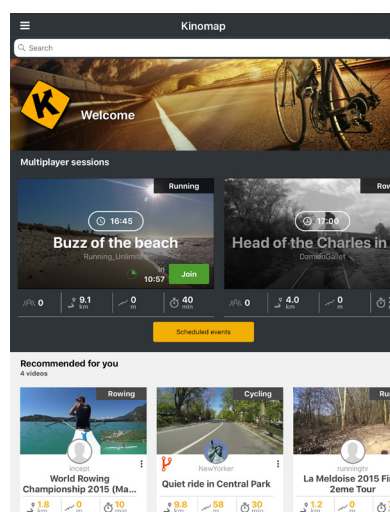 Kinomap
Search
Welcome
Multiplayer sessions
Running
16:45
Buzz of the beach
Running_Unlimited
in
10:57
Join
0
9.1
km
0
m
40
min
Row
17:00
Head of the Charles in
DamienGallet
0
4.0
km
0
m
Scheduled events
Recommended for you
4 videos
Rowing
incept
World Rowing
Championship 2015 (Ma...
1.8
km
0
m
10
min
Cycling
NewYorker
Quiet ride in Central Park
9.8
km
58
m
30
min
Run
runningtv
La Meldoise 2015 Fi
2eme Tour
1.2
km
0
m